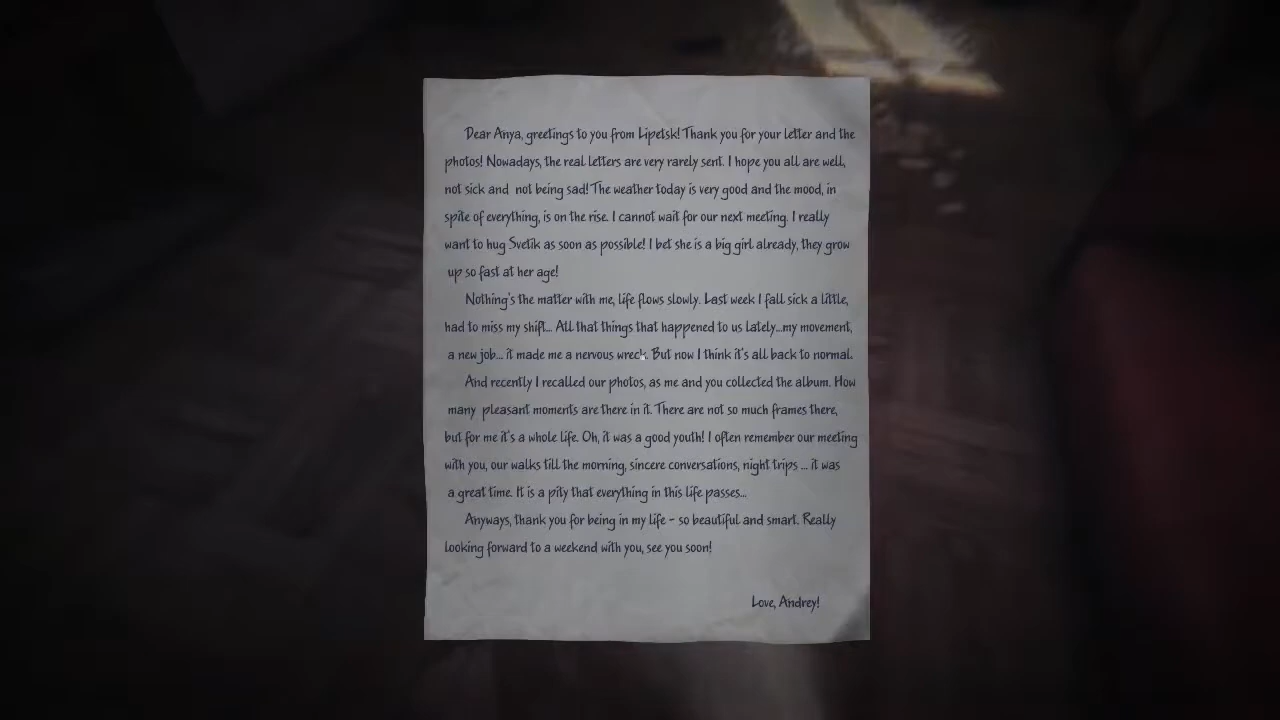 Dear Anya, greetings to you from Lipetsk! Thank you for your letter and the
photos! Nowadays, the real letters are very rarely sent. I hope you all are well,
not sick and not being sad! The weather today is very good and the mood, in
spite of everything, is on the rise. I cannot wait for our next meeting. I really
want to hug Svetik as soon as possible! I bet she is a big girl already, they grow
up so fast at her age!
Nothing's the matter with me, life flows slowly. Last week I fall sick a little,
had to miss my shift... All that things that happened to us lately...my movement,
a new job... it made me a nervous wreck. But now I think it's all back to normal.
And recently I recalled our photos, as me and you collected the album. How
many pleasant moments are there in it. There are not so much frames there,
but for me it's a whole life. Oh, it was a good youth! I often remember our meeting
with you, our walks till the morning, sincere conversations, night trips ... it was
a great time. It is a pity that everything in this life passes...
Anyways, thank you for being in my life - so beautiful and smart. Really
looking forward to a weekend with you, see you soon!
Love, Andrey!